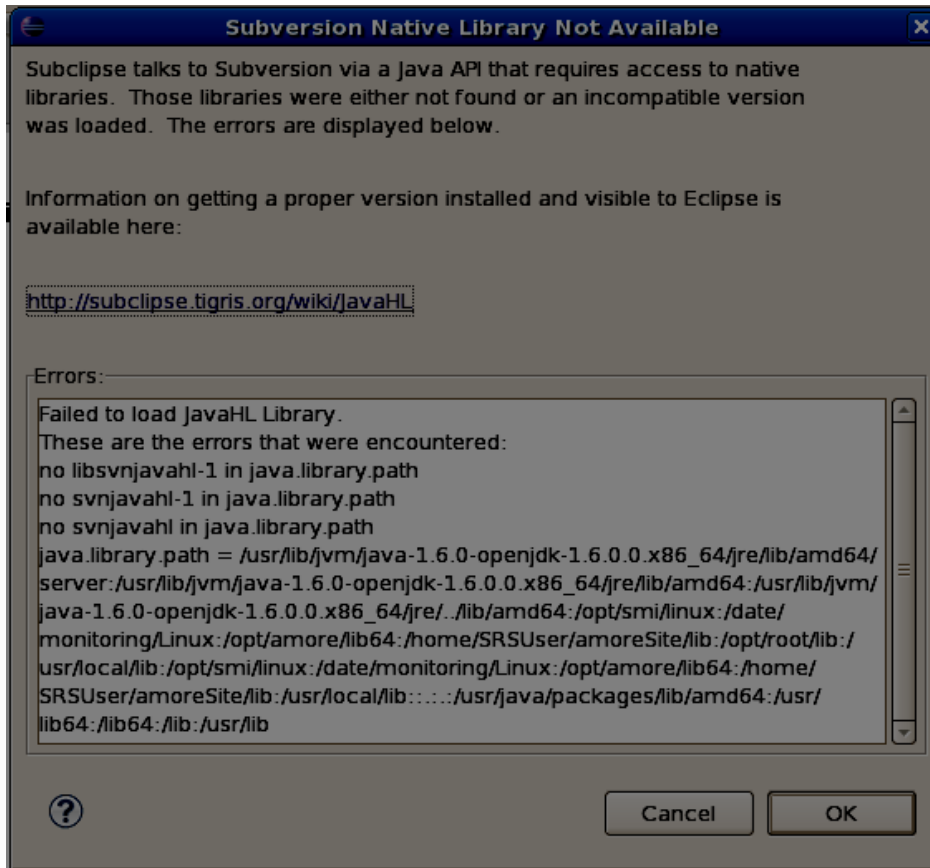 Subversion Native Library Not Available
Subclipse talks to Subversion via a Java API that requires access to native
libraries.  Those libraries were either not found or an incompatible version
was loaded.  The errors are displayed below.
Information on getting a proper version installed and visible to Eclipse is
available here:
http://subclipse.tigris.org/wiki/JavaHL
Errors:
Failed to load JavaHL Library.
These are the errors that were encountered:
no libsvnjavahl-1 in java.library.path
no svnjavahl-1 in java.library.path
no svnjavahl in java.library.path
java.library.path = /usr/lib/jvm/java-1.6.0-openjdk-1.6.0.0.x86_64/jre/lib/amd64/
server:/usr/lib/jvm/java-1.6.0-openjdk-1.6.0.0.x86_64/jre/lib/amd64:/usr/lib/jvm/
java-1.6.0-openjdk-1.6.0.0.x86_64/jre/../lib/amd64:/opt/smi/linux:/date/
monitoring/Linux:/opt/amore/lib64:/home/SRSUser/amoreSite/lib:/opt/root/lib:/
usr/local/lib:/opt/smi/linux:/date/monitoring/Linux:/opt/amore/lib64:/home/
SRSUser/amoreSite/lib:/usr/local/lib::.:.:/usr/java/packages/lib/amd64:/usr/
lib64:/lib64:/lib:/usr/lib
?
Cancel
OK